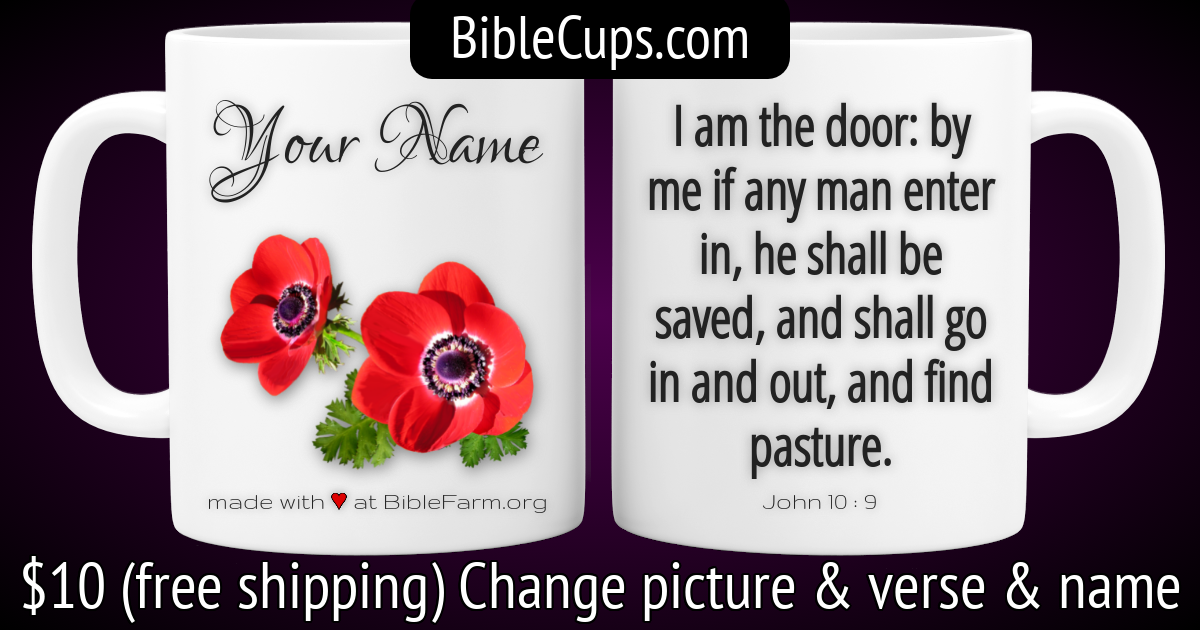 BibleCups.com
Your Name
made with ♥ at BibleFarm.org
I am the door: by
me if any man enter
in, he shall be
saved, and shall go
in and out, and find
pasture.
John 10 : 9
$10 (free shipping) Change picture & verse & name